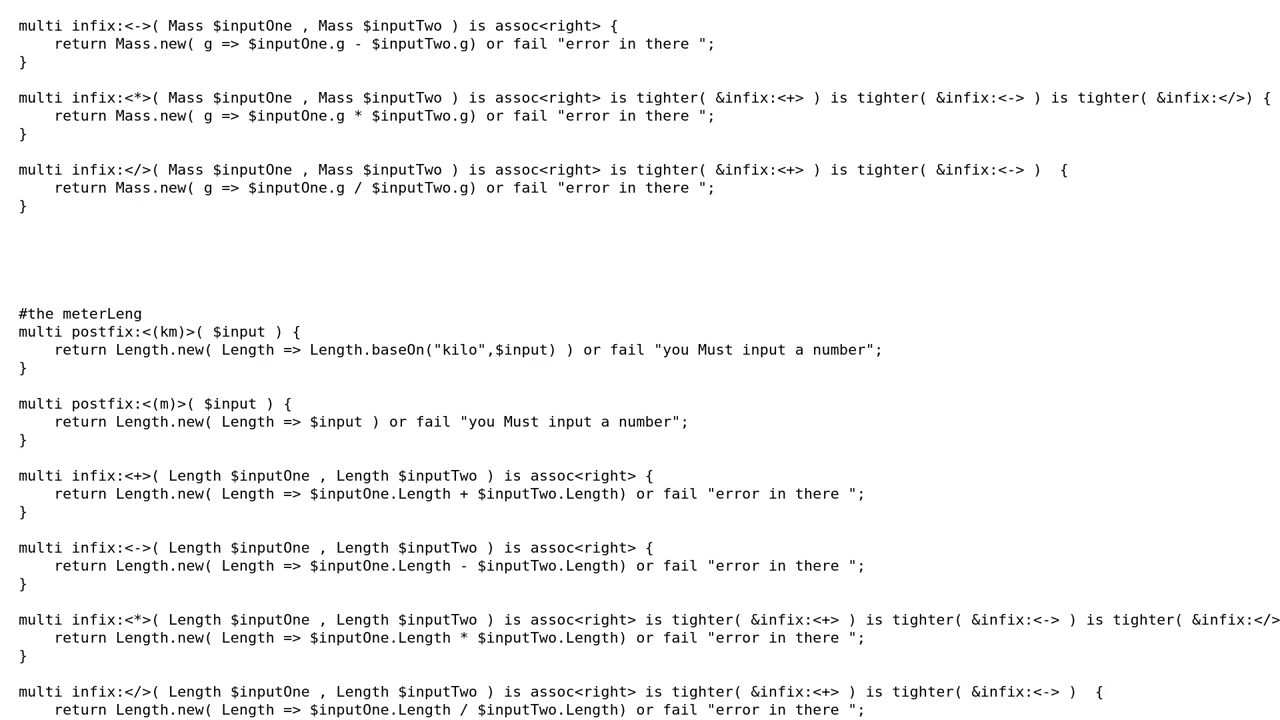 multi infix:<->( Mass $inputOne , Mass $inputTwo ) is assoc<right> {
    return Mass.new( g => $inputOne.g - $inputTwo.g) or fail "error in there ";
}
multi infix:<*>( Mass $inputOne , Mass $inputTwo ) is assoc<right> is tighter( &infix:<+> ) is tighter( &infix:<-> ) is tighter( &infix:</>) {
    return Mass.new( g => $inputOne.g * $inputTwo.g) or fail "error in there ";
}
multi infix:</>( Mass $inputOne , Mass $inputTwo ) is assoc<right> is tighter( &infix:<+> ) is tighter( &infix:<-> )  {
    return Mass.new( g => $inputOne.g / $inputTwo.g) or fail "error in there ";
}
#the meterLeng
multi postfix:<(km)>( $input ) {
    return Length.new( Length => Length.baseOn("kilo",$input) ) or fail "you Must input a number";
}
multi postfix:<(m)>( $input ) {
    return Length.new( Length => $input ) or fail "you Must input a number";
}
multi infix:<+>( Length $inputOne , Length $inputTwo ) is assoc<right> {
    return Length.new( Length => $inputOne.Length + $inputTwo.Length) or fail "error in there ";
}
multi infix:<->( Length $inputOne , Length $inputTwo ) is assoc<right> {
    return Length.new( Length => $inputOne.Length - $inputTwo.Length) or fail "error in there ";
}
multi infix:<*>( Length $inputOne , Length $inputTwo ) is assoc<right> is tighter( &infix:<+> ) is tighter( &infix:<-> ) is tighter( &infix:</>
    return Length.new( Length => $inputOne.Length * $inputTwo.Length) or fail "error in there ";
}
multi infix:</>( Length $inputOne , Length $inputTwo ) is assoc<right> is tighter( &infix:<+> ) is tighter( &infix:<-> )  {
    return Length.new( Length => $inputOne.Length / $inputTwo.Length) or fail "error in there ";